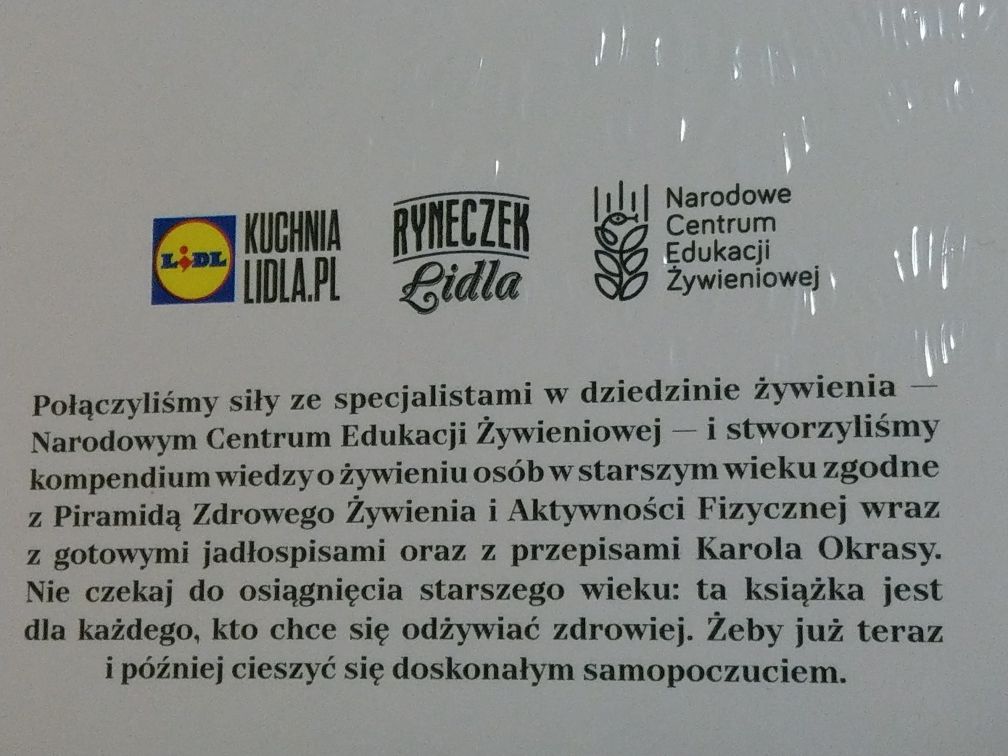 LIDL
KUCHNIA
LIDLA.PL
RYNECZEK
Lidla
Narodowe
Centrum
Edukacji
Żywieniowej
Połączyliśmy siły ze specjalistami w dziedzinie żywienia —
Narodowym Centrum Edukacji Żywieniowej — i stworzyliśmy
kompendium wiedzy o żywieniu osób w starszym wieku zgodne
z Piramidą Zdrowego Żywienia i Aktywności Fizycznej wraz
z gotowymi jadłospisami oraz z przepisami Karola Okrasy.
Nie czekaj do osiągnięcia starszego wieku: ta książka jest
dla każdego, kto chce się odżywiać zdrowiej. Żeby już teraz
i później cieszyć się doskonałym samopoczuciem.